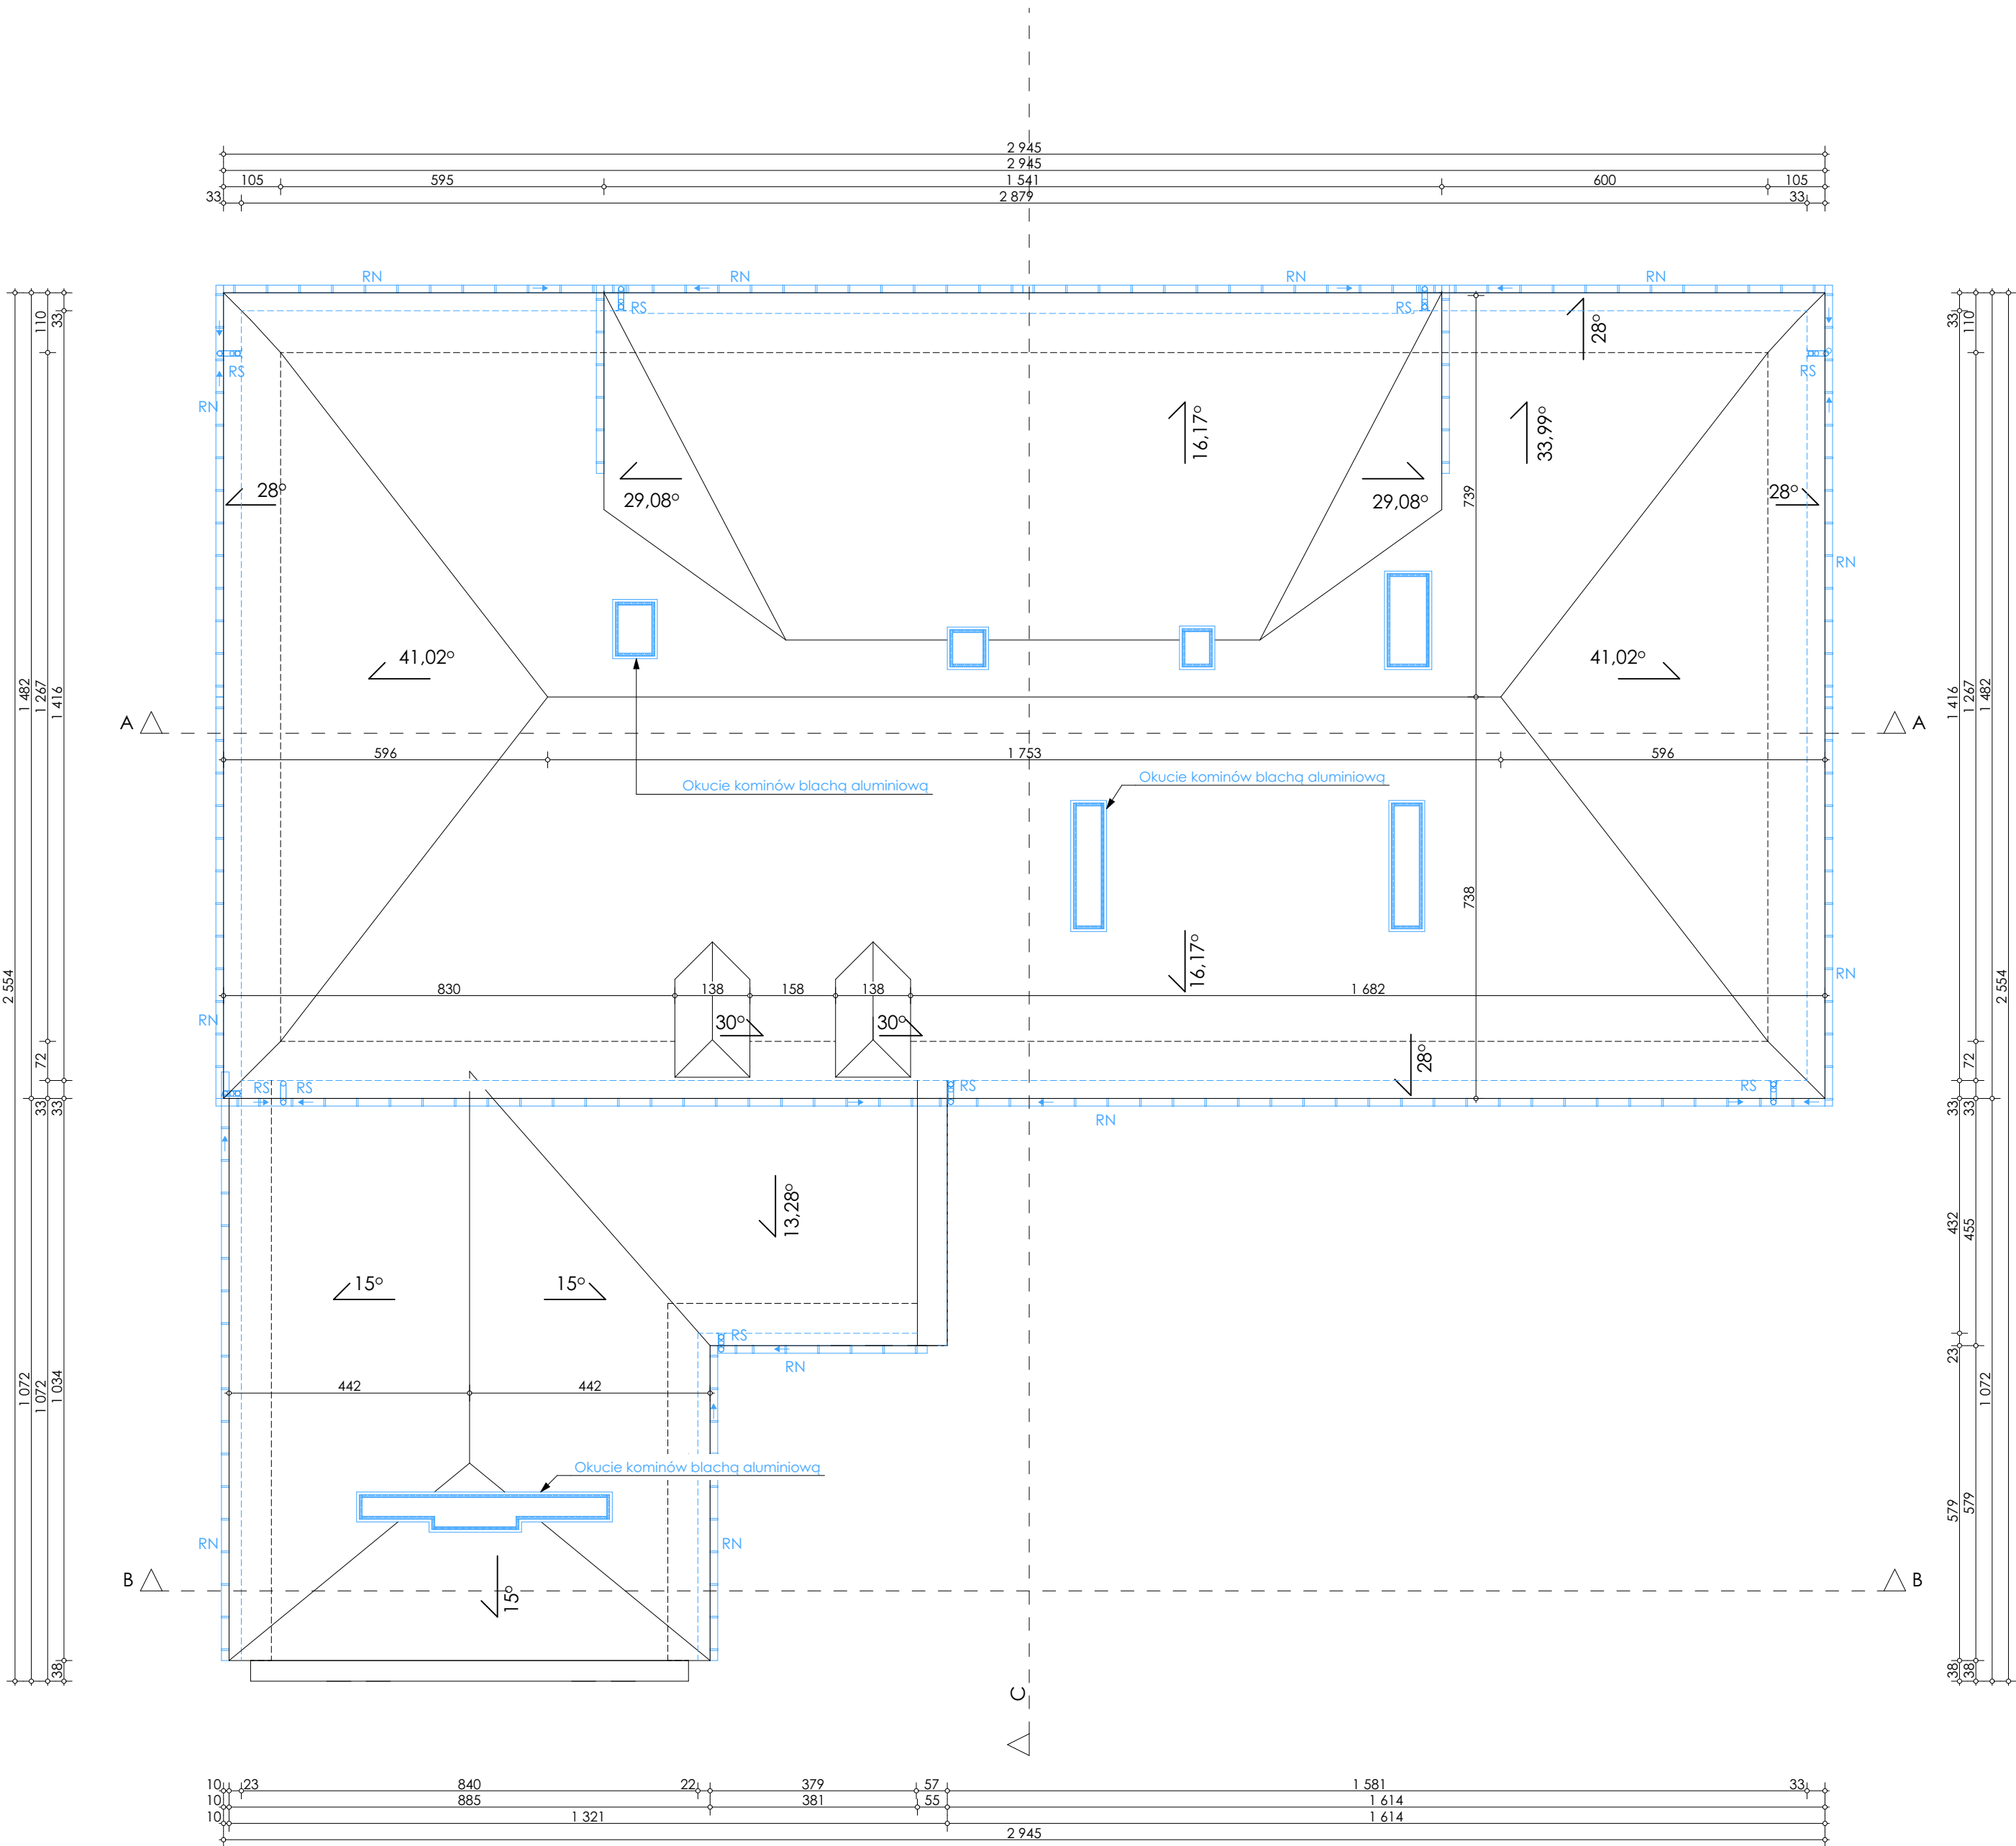 2 945
2 945
105 595 1 541 600 105
33 2 879 33
RN RN RN RN
RS RS
110 33
33 110
28°
RS RS
RN
16,17°
33,99°
28° 29,08° 29,08° 739 28°
RN
41,02° 41,02°
1 482 1 267 1 416
1 416 1 267 1 482
A A
596 1 753 596
Okucie kominów blachą aluminiową
Okucie kominów blachą aluminiową
738
16,17°
2 554
2 554
RN
830 138 158 138 1 682
RN
30° 30°
28°
72
72
RS RS RS RS
33 33
33 33
RN
13,28°
432 455
15° 15°
RS
23
RN
1 072 1 072 1 034
1 072
442 442
Okucie kominów blachą aluminiową
579 579
RN RN
B B
15°
38
38 38
C
10 23 840 22 379 57 1 581 33
10 885 381 55 1 614
10 1 321 1 614
2 945